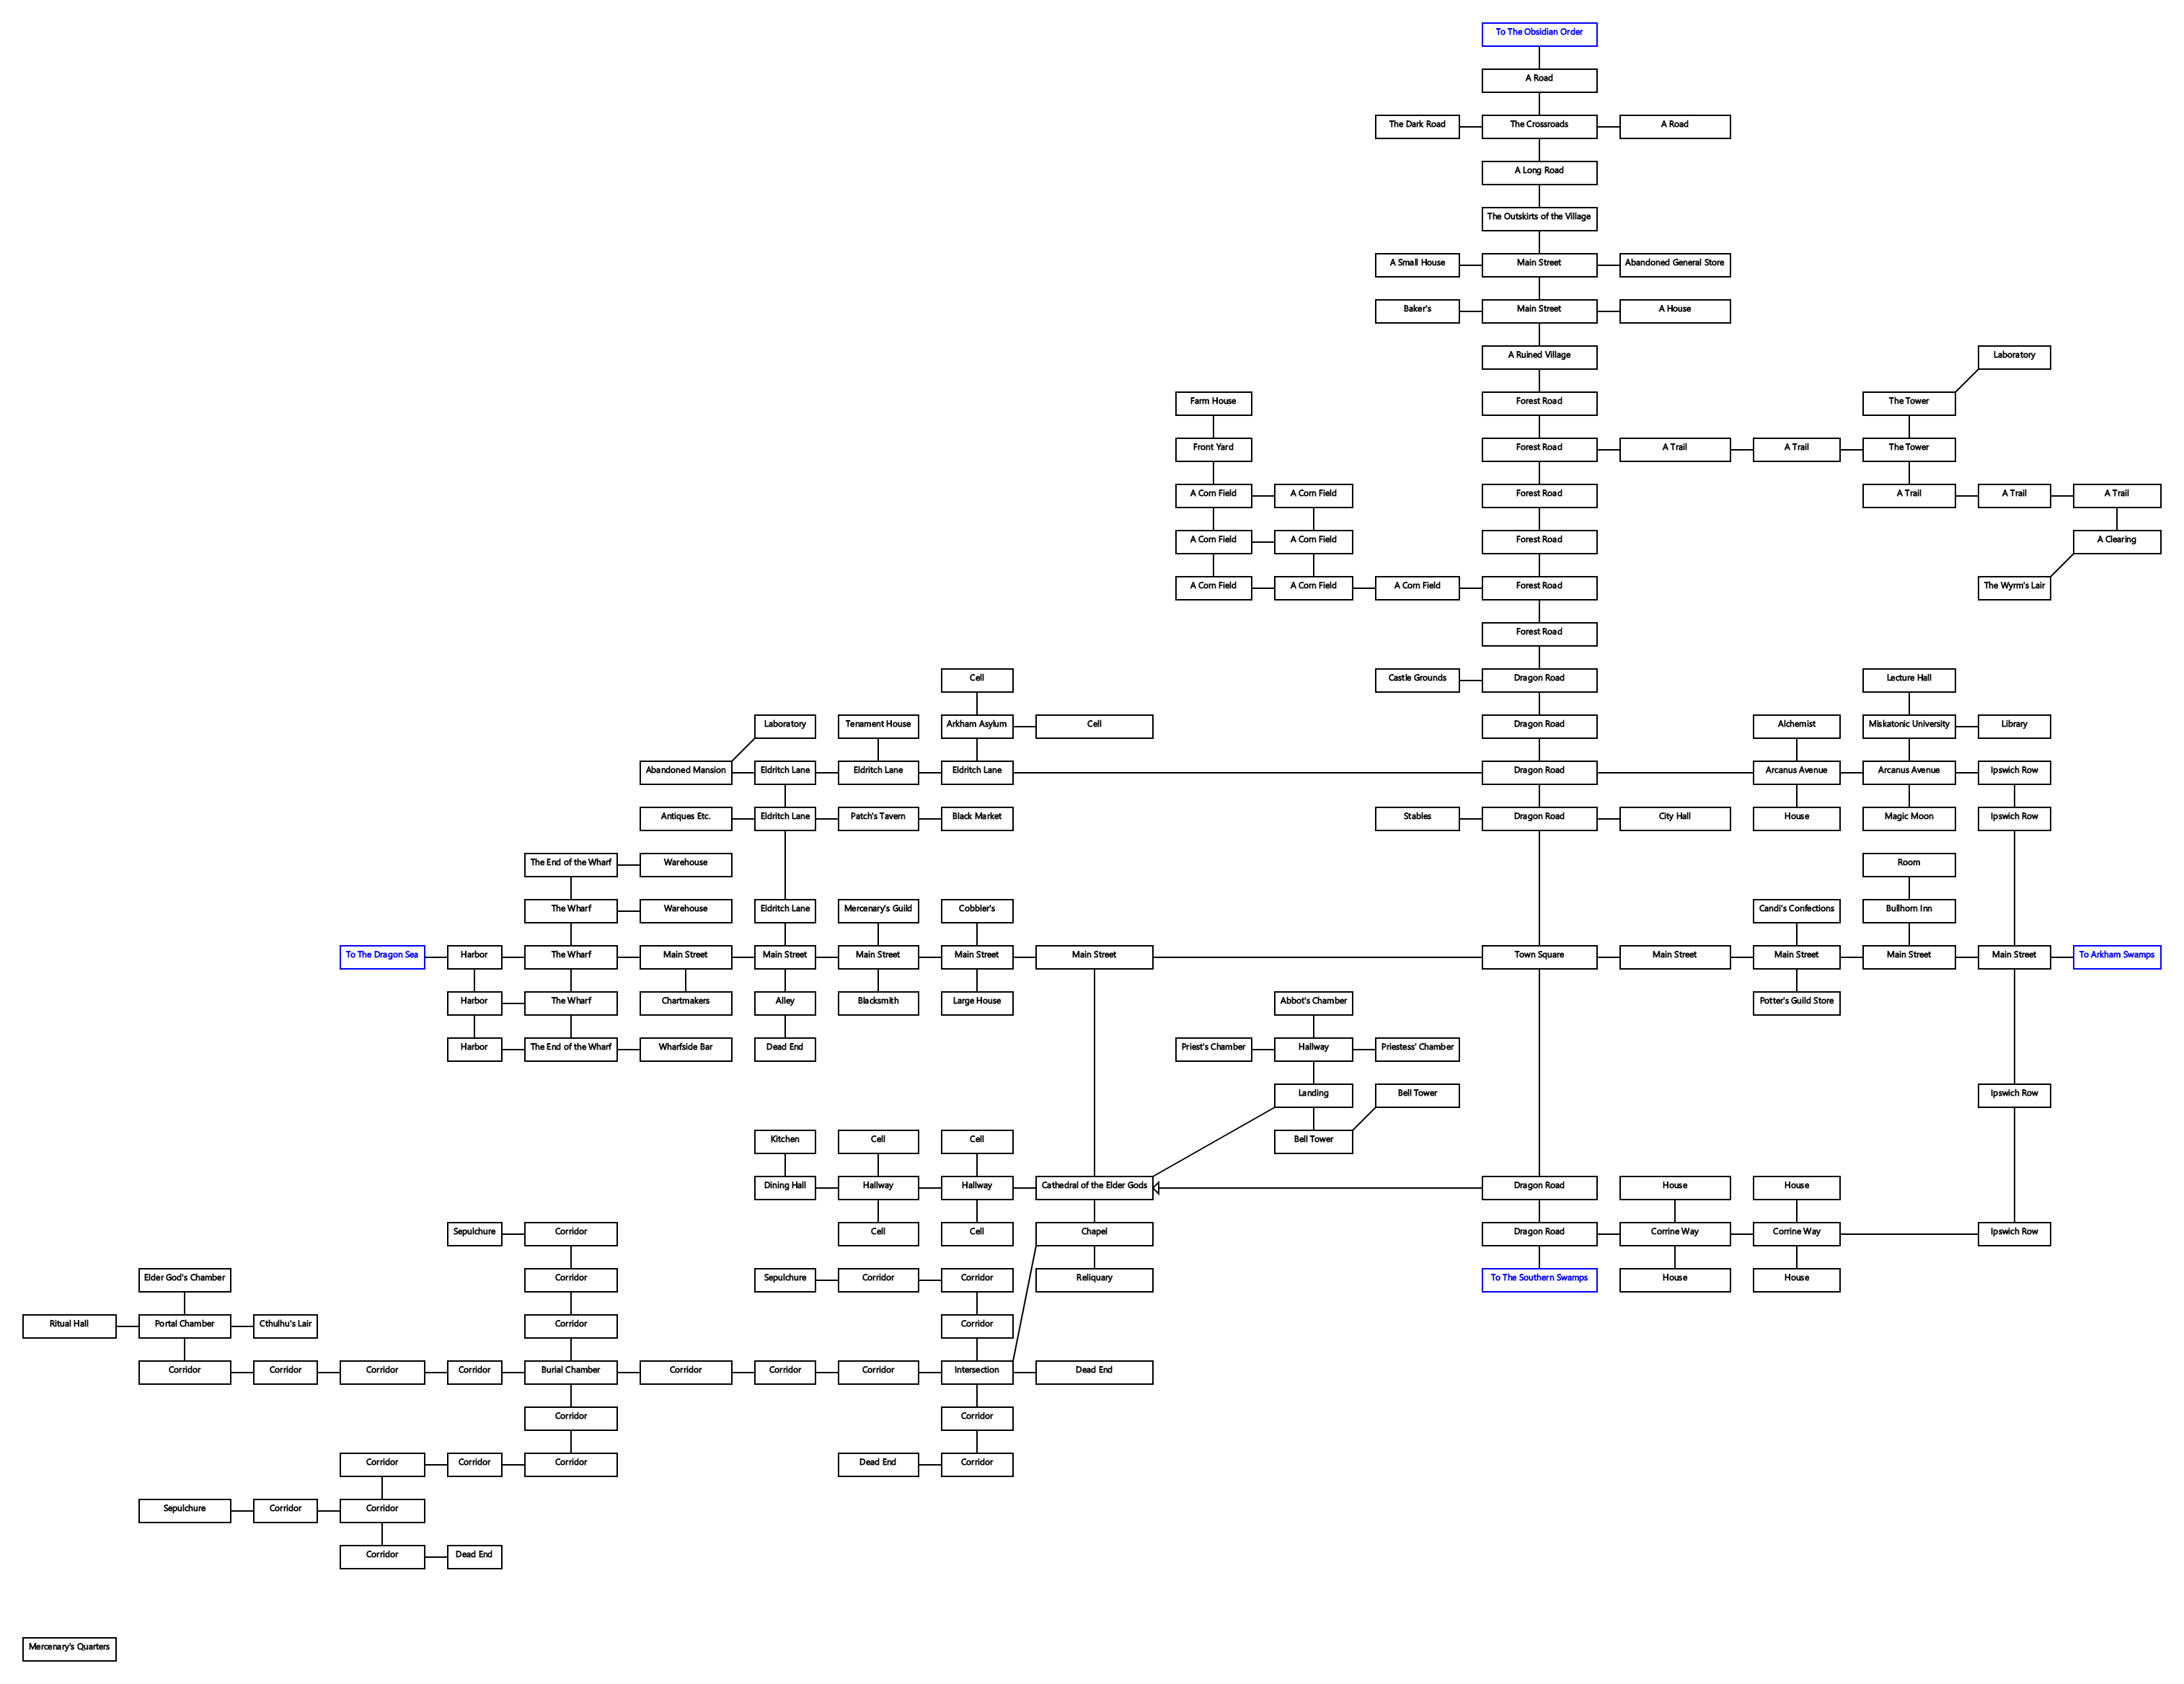 To The Obsidian Order
A Road
The Dark Road
The Crossroads
A Road
A Long Road
The Outskirts of the Village
A Small House
Main Street
Abandoned General Store
Baker's
Main Street
A House
A Ruined Village
Laboratory
Farm House
Forest Road
The Tower
Front Yard
Forest Road
A Trail
A Trail
The Tower
A Corn Field
A Corn Field
Forest Road
A Trail
A Trail
A Trail
A Corn Field
A Corn Field
Forest Road
A Clearing
A Corn Field
A Corn Field
A Corn Field
Forest Road
The Wyrm's Lair
Forest Road
Cell
Castle Grounds
Dragon Road
Lecture Hall
Laboratory
Tenament House
Arkham Asylum
Cell
Dragon Road
Alchemist
Miskatonic University
Library
Abandoned Mansion
Eldritch Lane
Eldritch Lane
Eldritch Lane
Dragon Road
Arcanus Avenue
Arcanus Avenue
Ipswich Row
Antiques Etc.
Eldritch Lane
Patch's Tavern
Black Market
Stables
Dragon Road
City Hall
House
Magic Moon
Ipswich Row
The End of the Wharf
Warehouse
Room
The Wharf
Warehouse
Eldritch Lane
Mercenary's Guild
Cobbler's
Candi's Confections
Bullhorn Inn
To The Dragon Sea
Harbor
The Wharf
Main Street
Main Street
Main Street
Main Street
Main Street
Town Square
Main Street
Main Street
Main Street
Main Street
To Arkham Swamps
Harbor
The Wharf
Chartmakers
Alley
Blacksmith
Large House
Abbot's Chamber
Potter's Guild Store
Harbor
The End of the Wharf
Wharfside Bar
Dead End
Priest's Chamber
Hallway
Priestess' Chamber
Landing
Bell Tower
Ipswich Row
Kitchen
Cell
Cell
Bell Tower
Dining Hall
Hallway
Hallway
Cathedral of the Elder Gods
Dragon Road
House
House
Sepulchure
Corridor
Cell
Cell
Chapel
Dragon Road
Corrine Way
Corrine Way
Ipswich Row
Elder God's Chamber
Corridor
Sepulchure
Corridor
Corridor
Reliquary
To The Southern Swamps
House
House
Ritual Hall
Portal Chamber
Cthulhu's Lair
Corridor
Corridor
Corridor
Corridor
Corridor
Corridor
Burial Chamber
Corridor
Corridor
Corridor
Intersection
Dead End
Corridor
Corridor
Corridor
Corridor
Corridor
Dead End
Corridor
Sepulchure
Corridor
Corridor
Corridor
Dead End
Mercenary's Quarters